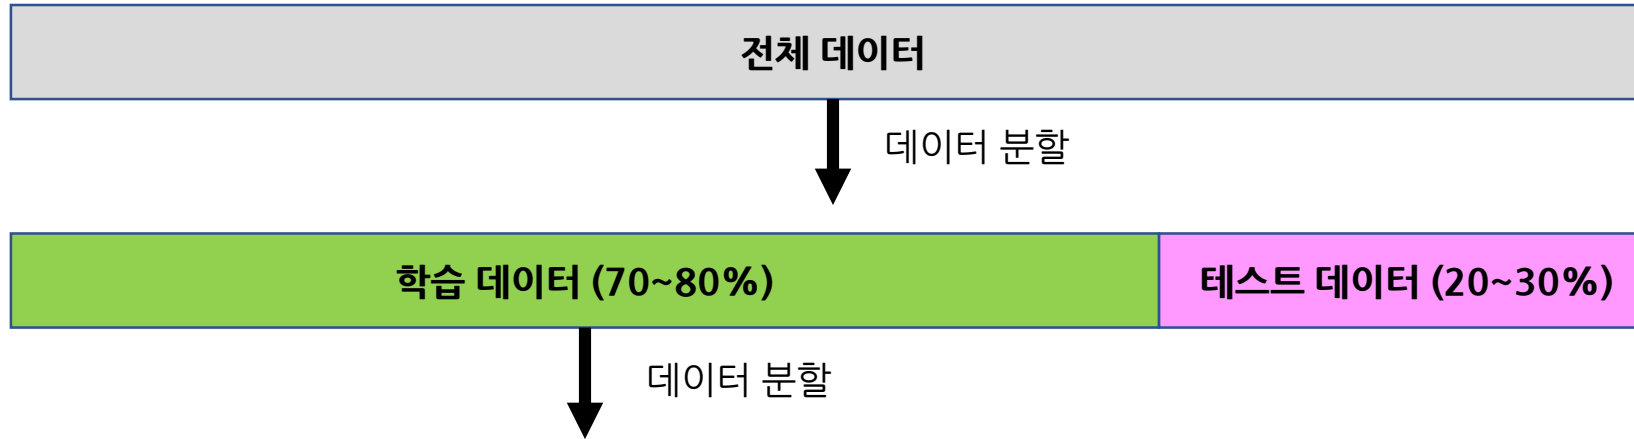 전체 데이터
데이터 분할
학습 데이터 (70~80%)
테스트 데이터 (20~30%)
데이터 분할